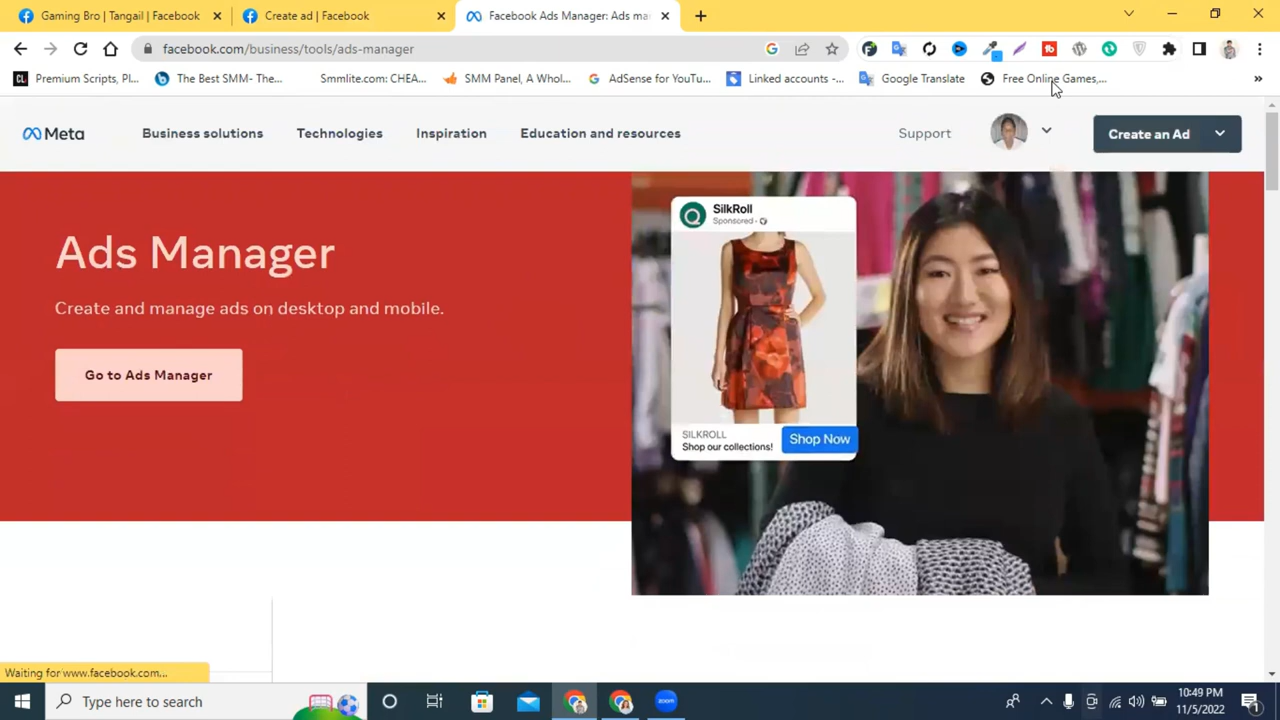 Gaming Bro | Tangail | Facebook
Create ad | Facebook
Facebook Ads Manager: Ads ma
facebook.com/business/tools/ads-manager
Premium Scripts, Pl...
The Best SMM- The...
Smmlite.com: CHEA...
SMM Panel, A Whol...
AdSense for YouTu...
Linked accounts -...
Google Translate
Free Online Games,...
Meta
Business solutions
Technologies
Inspiration
Education and resources
Support
Create an Ad
Ads Manager
Create and manage ads on desktop and mobile.
Go to Ads Manager
SilkRoll
Sponsored ·
SILKROLL
Shop our collections!
Shop Now
Waiting for www.facebook.com...
Type here to search
zoom
10:49 PM
11/5/2022